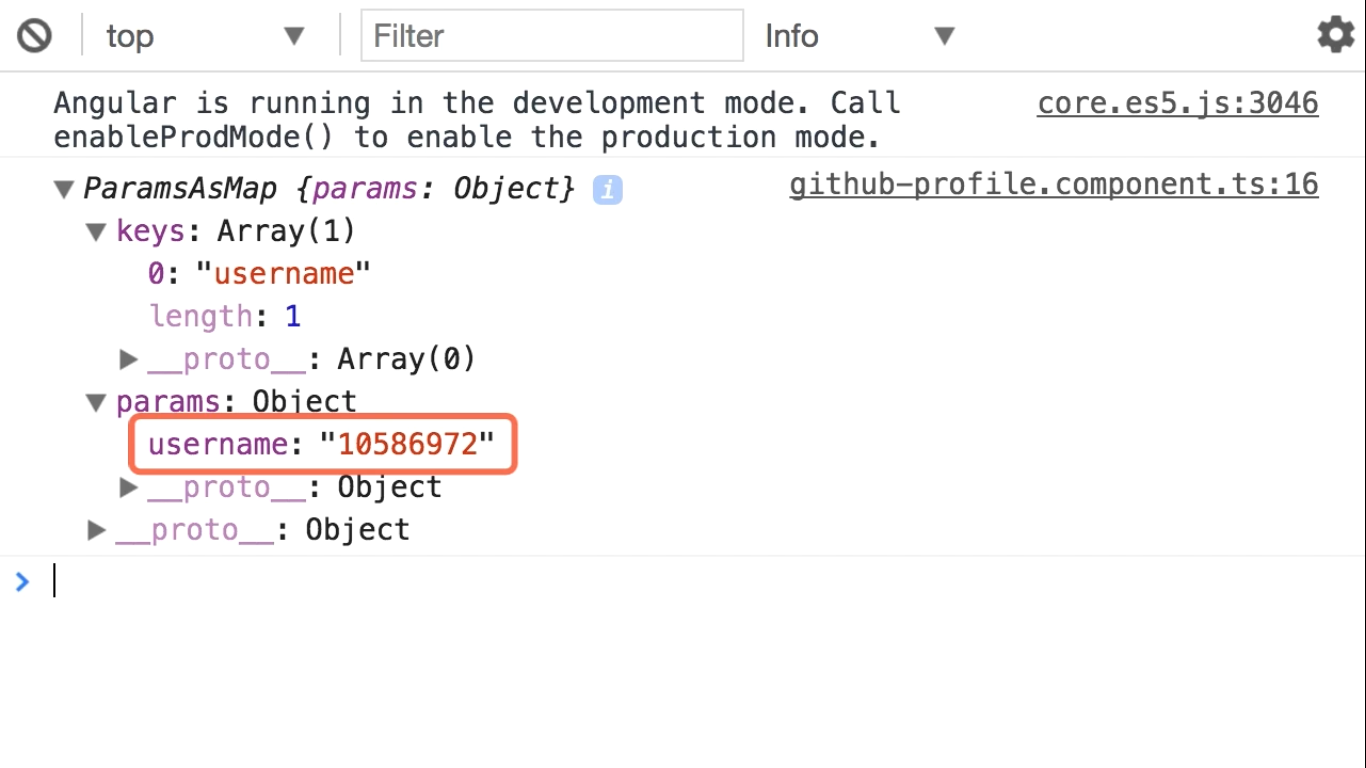 top Filter Info
Angular is running in the development mode. Call core.es5.js:3046
enableProdMode() to enable the production mode.
ParamsAsMap {params: Object} i github-profile.component.ts:16
keys: Array(1)
0: "username"
length: 1
__proto__: Array(0)
params: Object
username: "10586972"
__proto__: Object
__proto__: Object